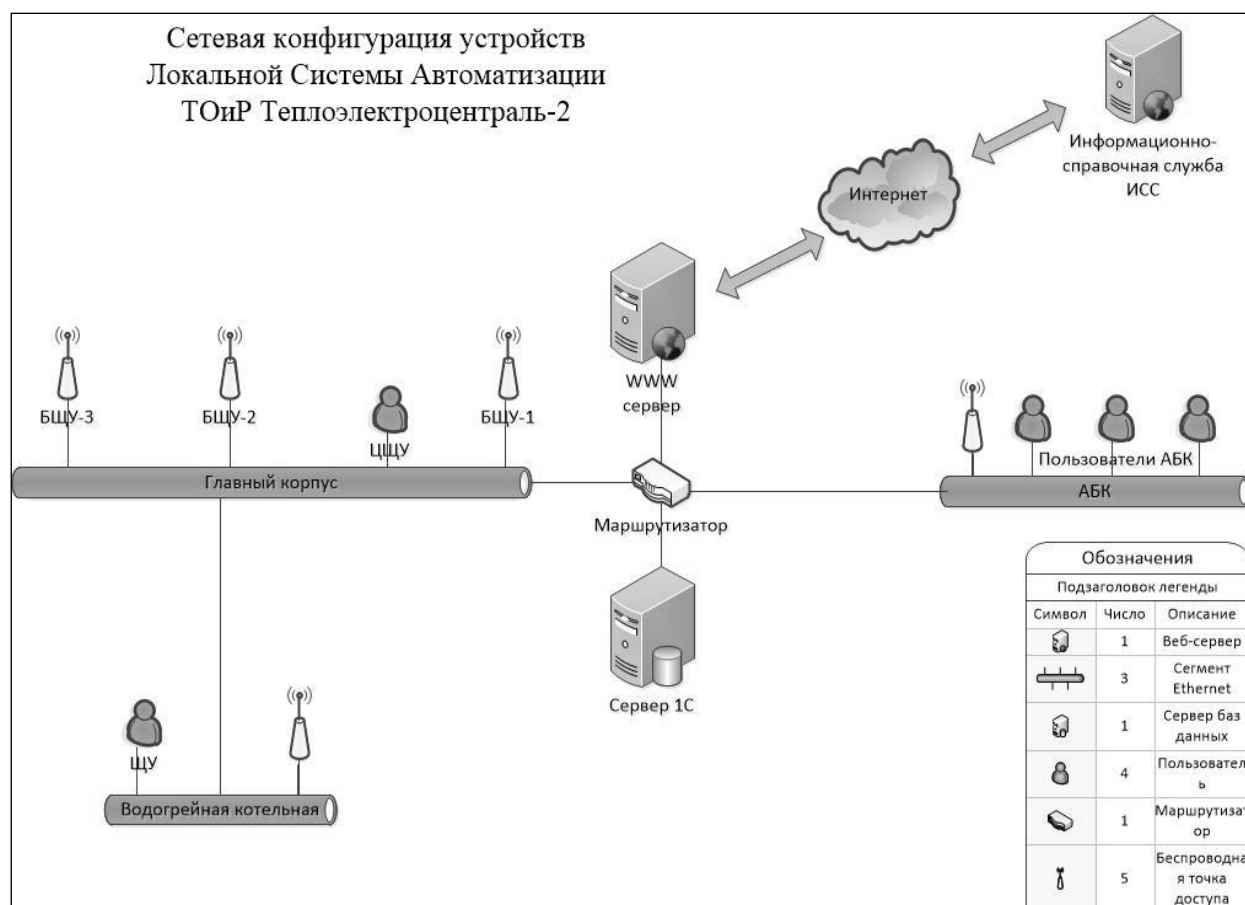 Сетевая конфигурация устройств
Локальной Системы Автоматизации
ТОиР Теплоэлектроцентраль-2
Информационно-
справочная служба
ИСС
Интернет
WWW
сервер
БЩУ-3
БЩУ-2
ЦЩУ
БЩУ-1
Главный корпус
Маршрутизатор
Пользователи АБК
АБК
Сервер 1С
ЩУ
Водогрейная котельная
Обозначения
Подзаголовок легенды
Символ Число Описание
1 Веб-сервер
3 Сегмент
Ethernet
1 Сервер баз
данных
4 Пользовател
ь
1 Маршрутизат
ор
5 Беспроводна
я точка
доступа